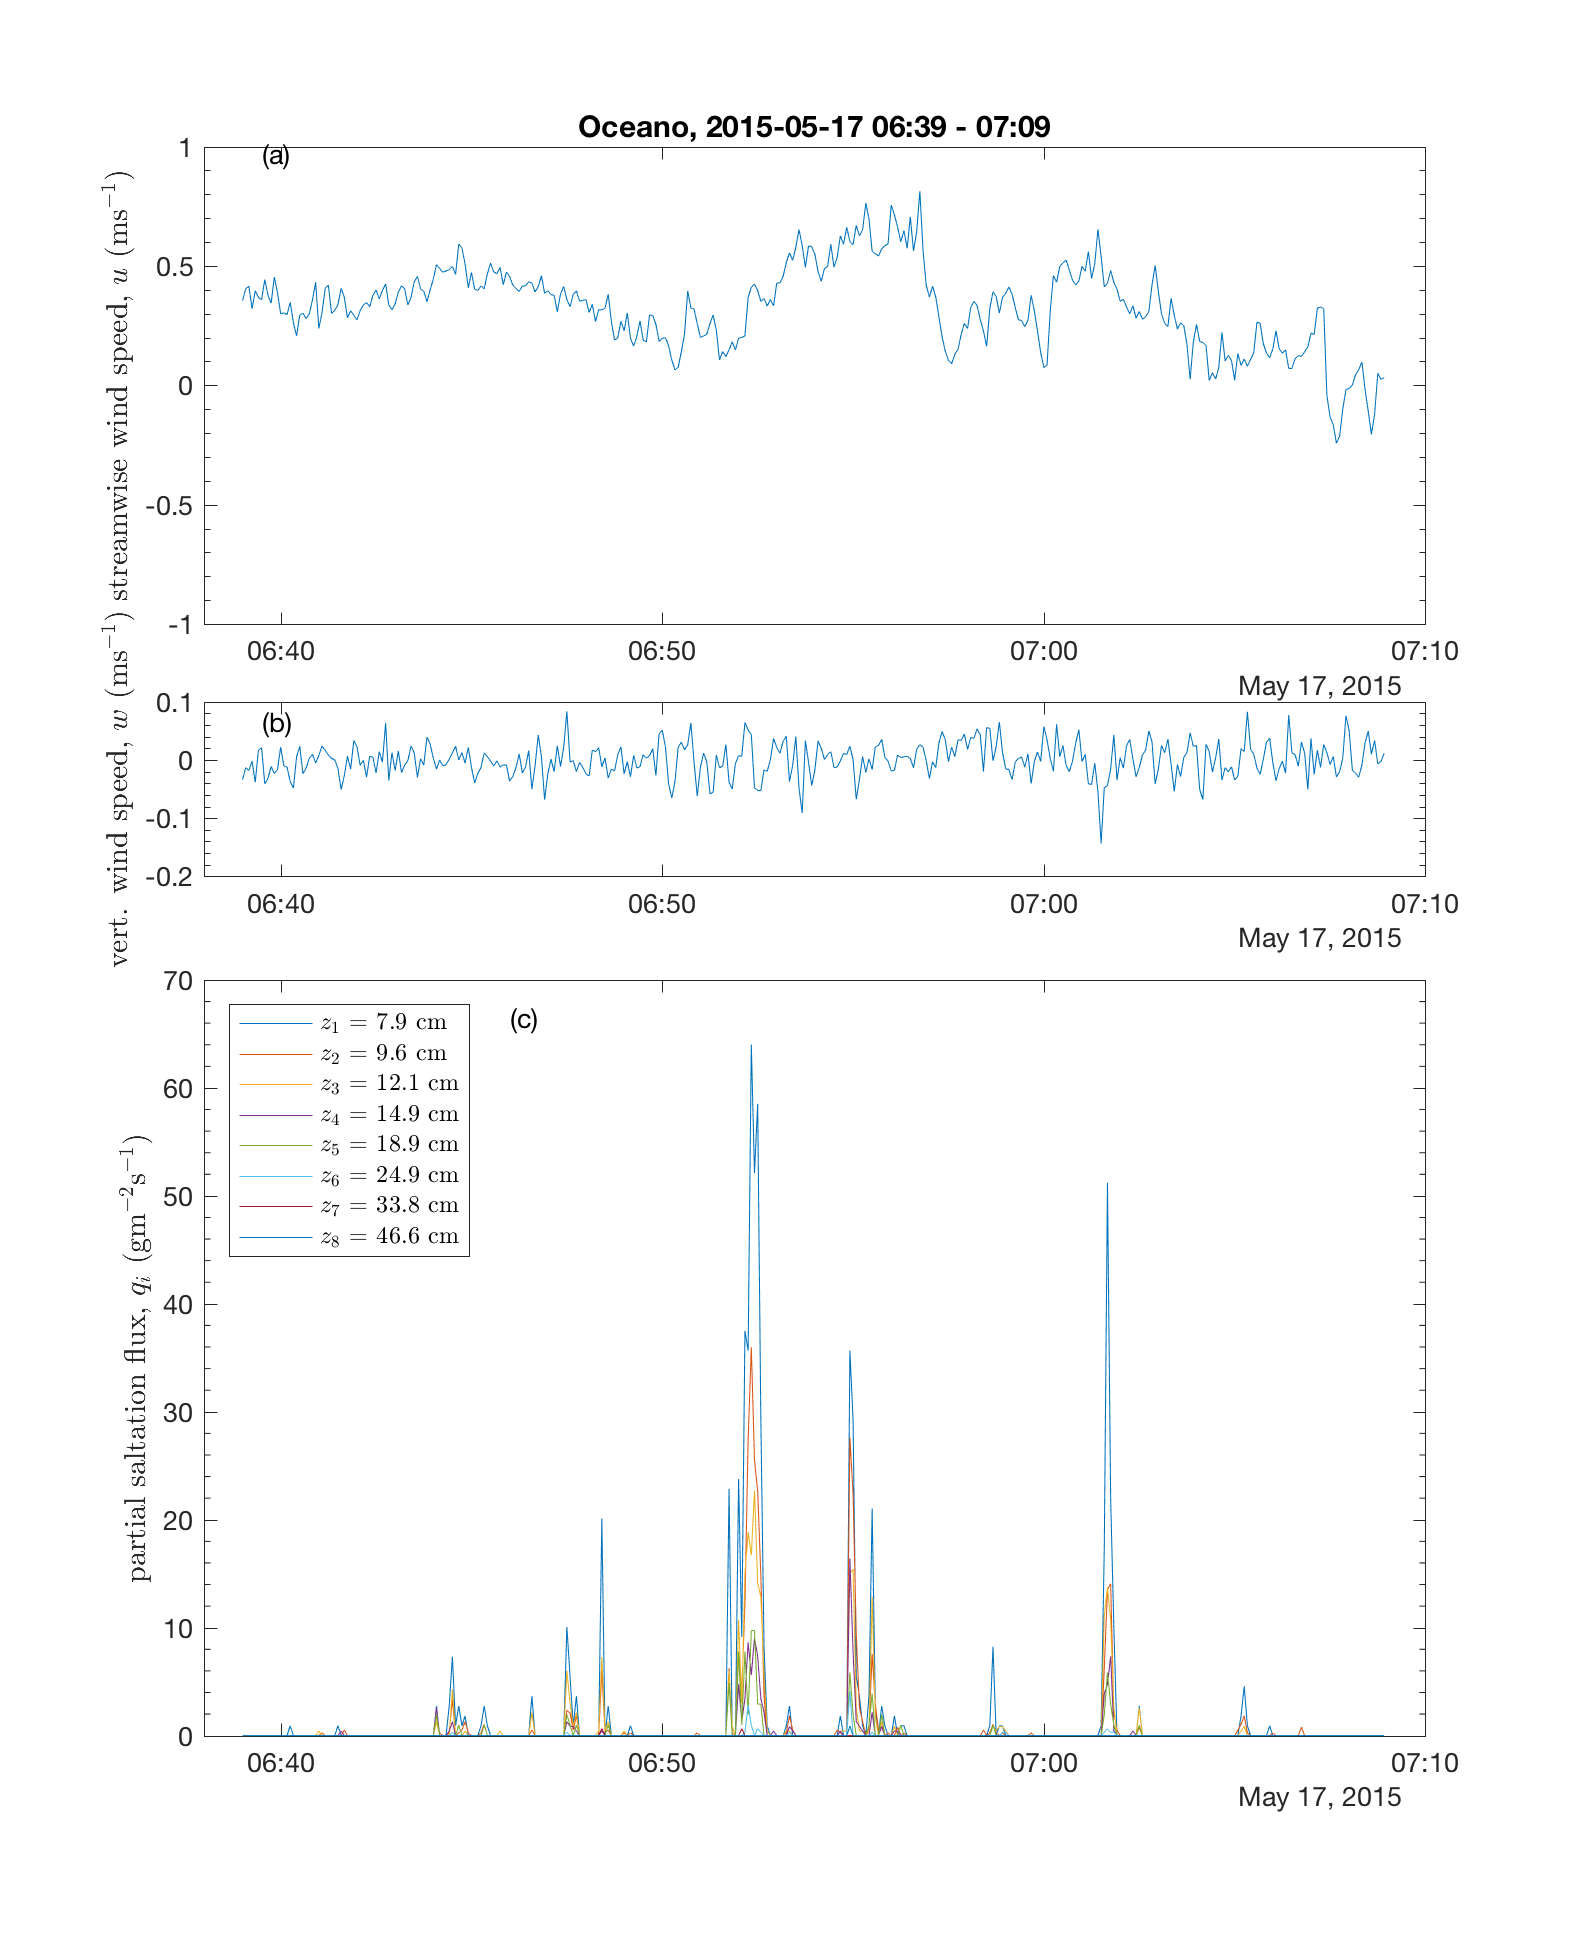 Oceano, 2015-05-17 06:39 - 07:09
(a)
streamwise wind speed, u (ms⁻¹)
1
0.5
0
-0.5
-1
06:40 06:50 07:00 07:10
May 17, 2015
(b)
vert. wind speed, w (ms⁻¹)
0.1
0
-0.1
-0.2
06:40 06:50 07:00 07:10
May 17, 2015
(c)
partial saltation flux, qᵢ (gm⁻²s⁻¹)
70
60
50
40
30
20
10
0
z₁ = 7.9 cm
z₂ = 9.6 cm
z₃ = 12.1 cm
z₄ = 14.9 cm
z₅ = 18.9 cm
z₆ = 24.9 cm
z₇ = 33.8 cm
z₈ = 46.6 cm
06:40 06:50 07:00 07:10
May 17, 2015